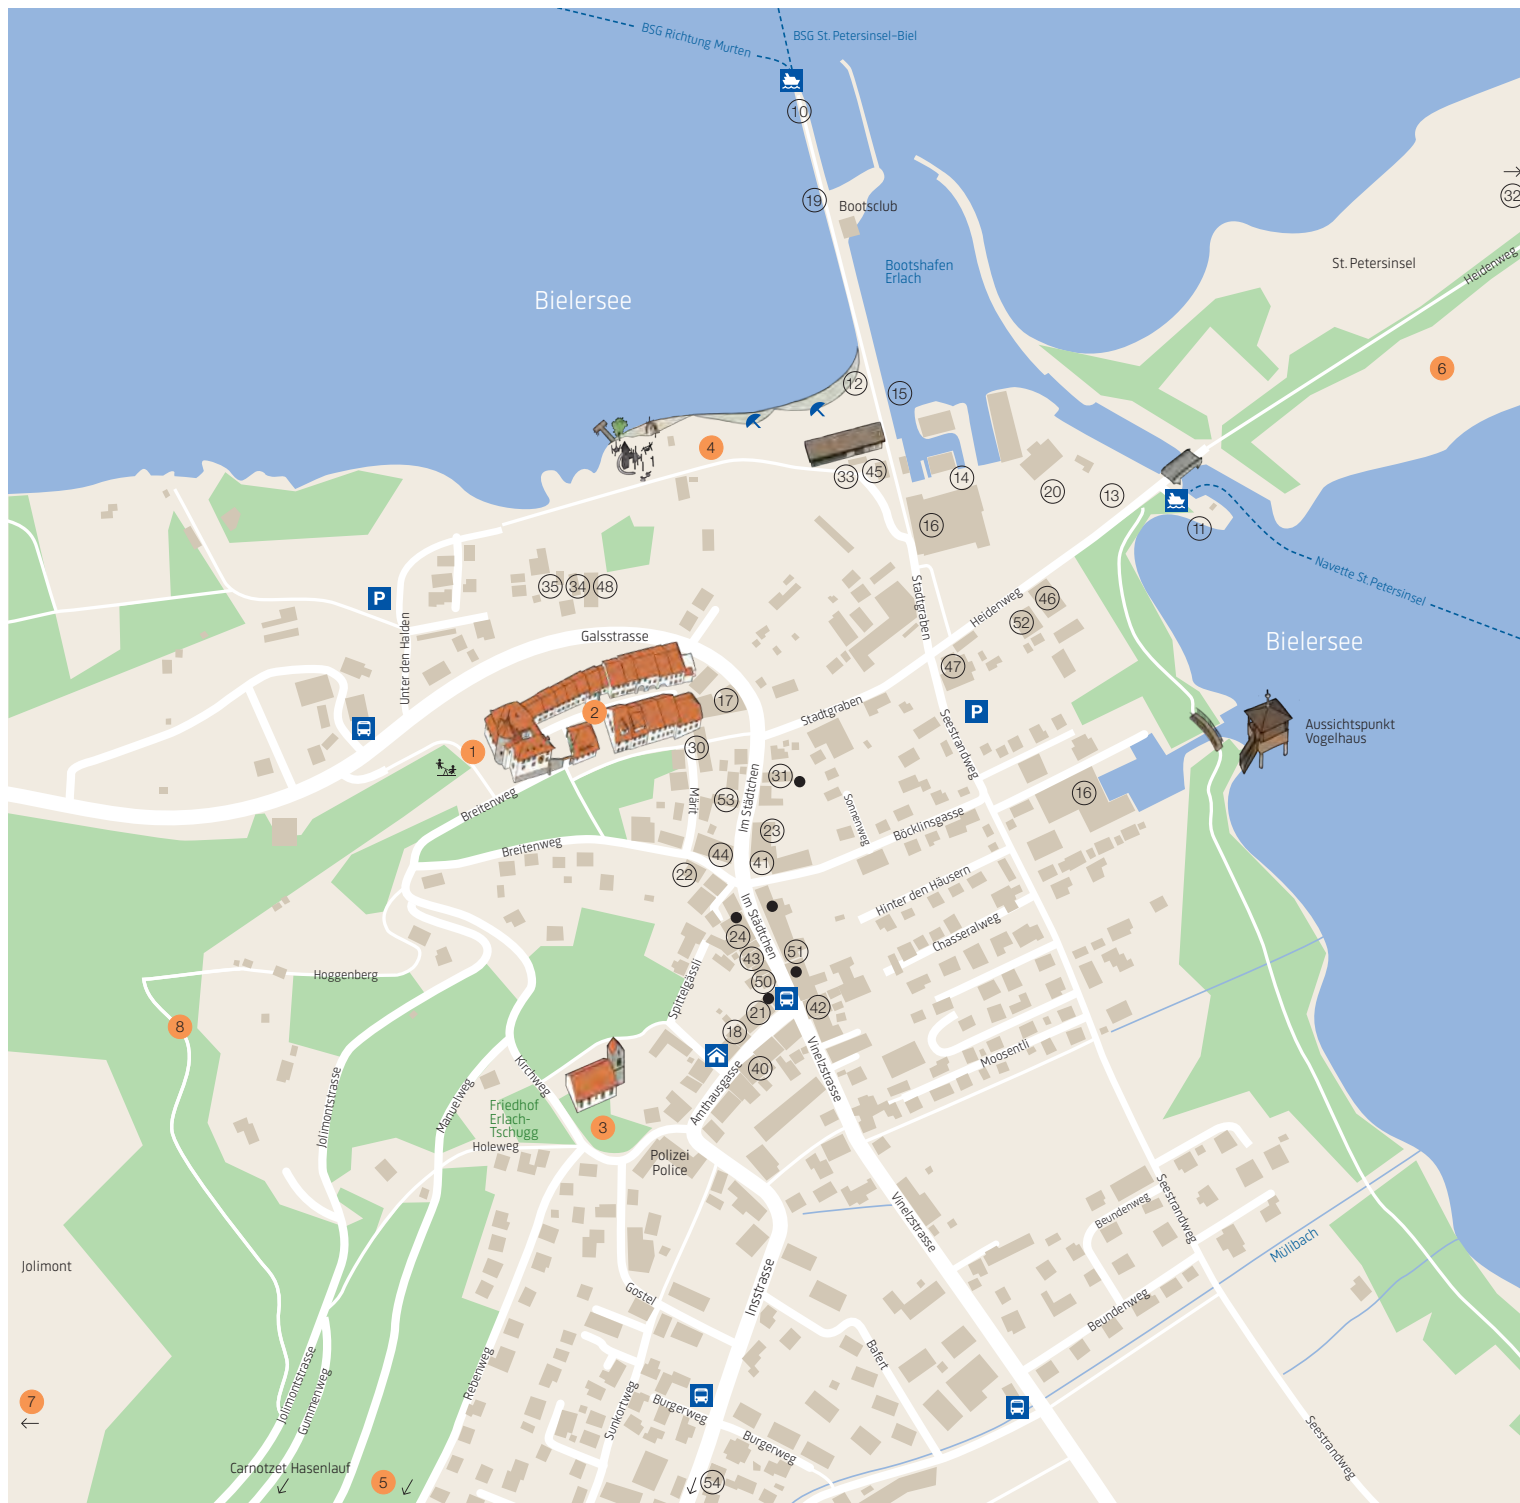 BSG Richtung Murten
BSG St. Petersinsel–Biel
10
19
Bootsclub
32
Bootshafen
Erlach
St. Petersinsel
Heidenweg
Bielersee
6
12
15
4
33
45
14
20
13
16
11
Navette St. Petersinsel
35
34
48
P
Unter den Halden
Galsstrasse
Stadtgraben
Heidenweg
46
52
47
Bielersee
17
2
1
30
Stadtgraben
P
Seestrandweg
Aussichtspunkt
Vogelhaus
31
16
Breitenweg
Märit
53
Im Städtchen
Sonnenweg
23
Böcklinsgasse
Breitenweg
44
41
22
Hinter den Häusern
Im Städtchen
Chasseralweg
24
43
51
Hoggenberg
Spittelgässli
50
21
42
18
8
40
Moosentli
Vinelzstrasse
Kirchweg
Amthausgasse
Jolimontstrasse
Manuelweg
Friedhof
Erlach-
Tschugg
3
Holeweg
Polizei
Police
Seestrandweg
Beundenweg
Vinelzstrasse
Mülibach
Jolimont
Gostel
Insstrasse
Beundenweg
Bafert
Rebenweg
Jolimontstrasse
Gummenweg
Sunkortweg
Burgerweg
7
Burgerweg
Seestrandweg
Carnotzet Hasenlauf
5
54